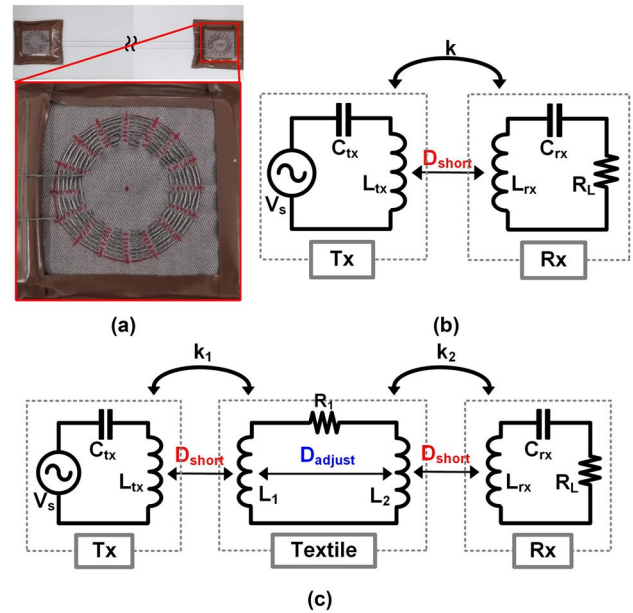 (a)
k
C_tx
V_s
L_tx
D_short
L_rx
C_rx
R_L
Tx
Rx
(b)
k_1
k_2
C_tx
V_s
L_tx
D_short
R_1
L_1
D_adjust
L_2
D_short
L_rx
C_rx
R_L
Tx
Textile
Rx
(c)